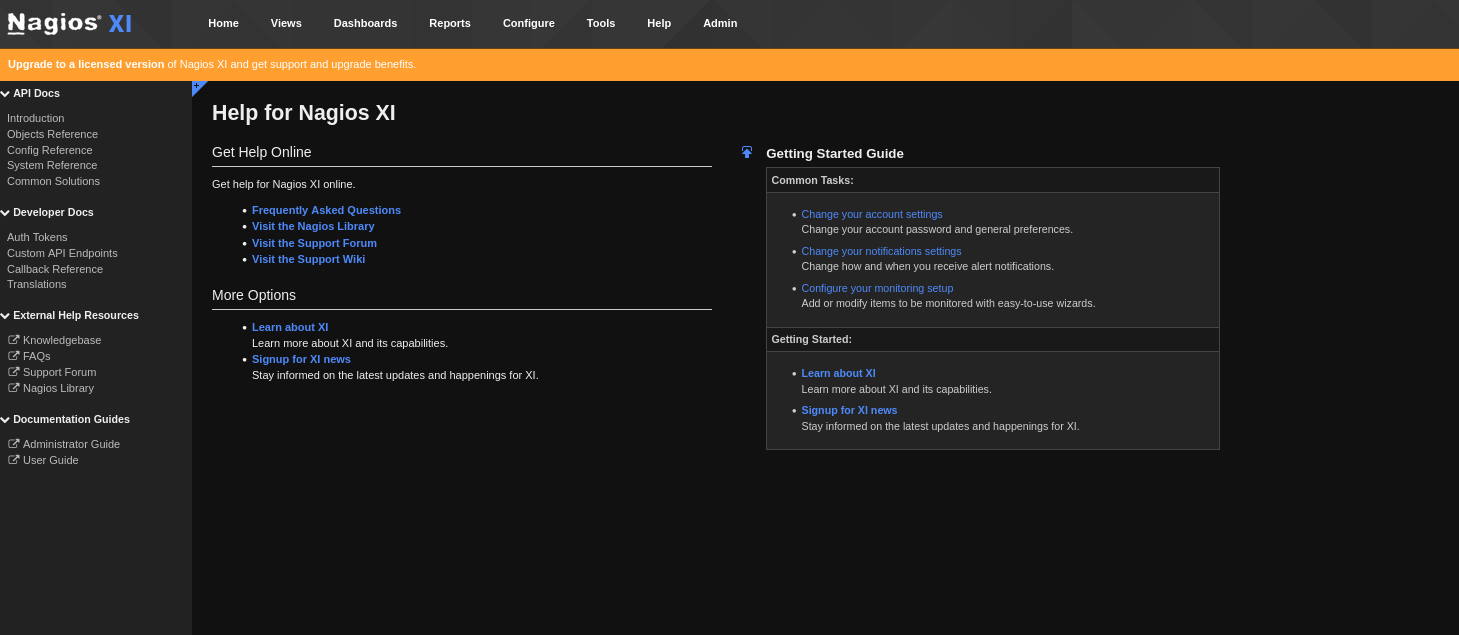 Nagios® XI
Home Views Dashboards Reports Configure Tools Help Admin
Upgrade to a licensed version of Nagios XI and get support and upgrade benefits.
API Docs
Introduction
Objects Reference
Config Reference
System Reference
Common Solutions
Developer Docs
Auth Tokens
Custom API Endpoints
Callback Reference
Translations
External Help Resources
Knowledgebase
FAQs
Support Forum
Nagios Library
Documentation Guides
Administrator Guide
User Guide
Help for Nagios XI
Get Help Online
Get help for Nagios XI online.
• Frequently Asked Questions
• Visit the Nagios Library
• Visit the Support Forum
• Visit the Support Wiki
More Options
• Learn about XI
Learn more about XI and its capabilities.
• Signup for XI news
Stay informed on the latest updates and happenings for XI.
Getting Started Guide
Common Tasks:
• Change your account settings
Change your account password and general preferences.
• Change your notifications settings
Change how and when you receive alert notifications.
• Configure your monitoring setup
Add or modify items to be monitored with easy-to-use wizards.
Getting Started:
• Learn about XI
Learn more about XI and its capabilities.
• Signup for XI news
Stay informed on the latest updates and happenings for XI.